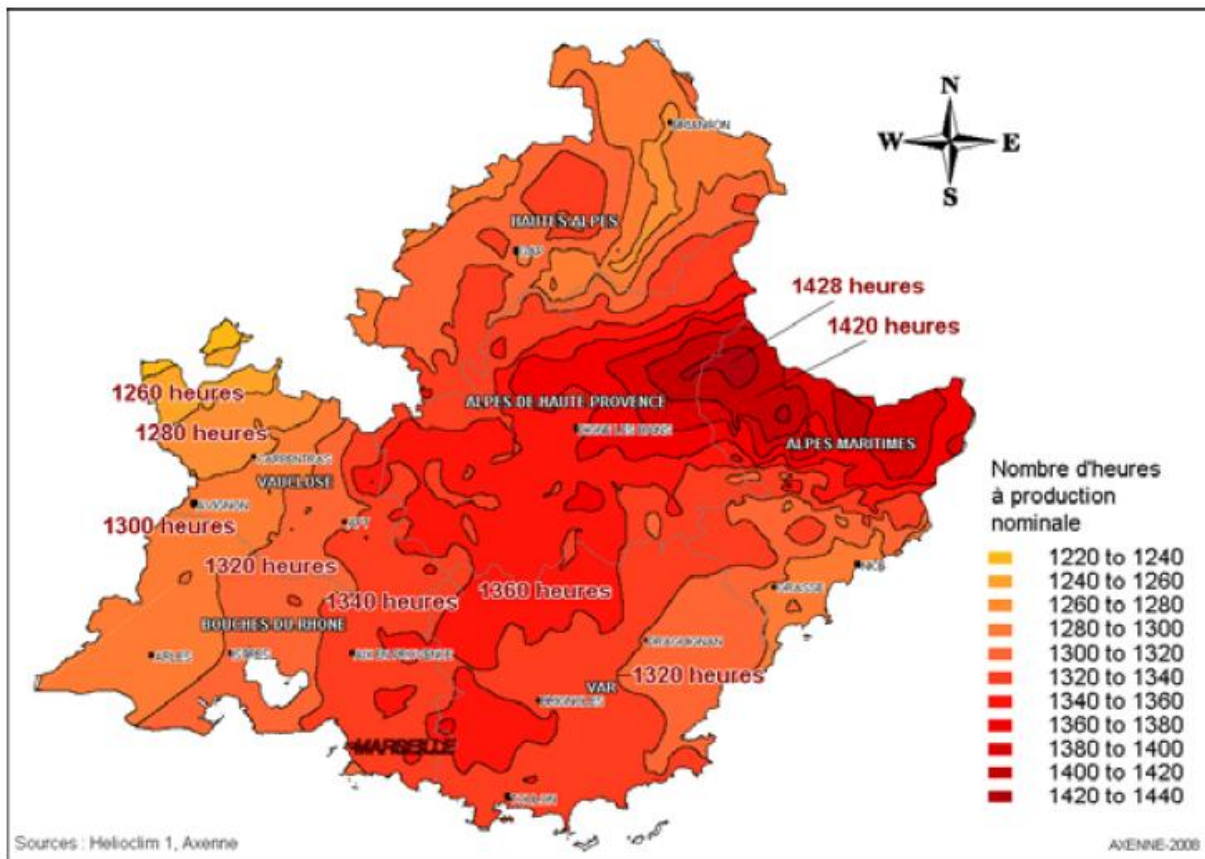 N
W E
S
BRIANCON
HAUTES ALPES
GAP
1428 heures
1420 heures
1260 heures
ALPES DE HAUTE PROVENCE
1280 heures
DIGNE LES BAINS
ALPES MARITIMES
CARPENTRAS
VAUCLUSE
AVIGNON
1300 heures
APT
1320 heures
NICE
1340 heures
1360 heures
GRASSE
BOUCHES DU RHONE
DRAGUIGNAN
ARLES
ISTRES
AIX EN PROVENCE
1320 heures
VAR
BRIGNOLES
MARSEILLE
TOULON
Nombre d'heures
à production
nominale
1220 to 1240
1240 to 1260
1260 to 1280
1280 to 1300
1300 to 1320
1320 to 1340
1340 to 1360
1360 to 1380
1380 to 1400
1400 to 1420
1420 to 1440
Sources : Helioclim 1, Axenne
AXENNE-2008